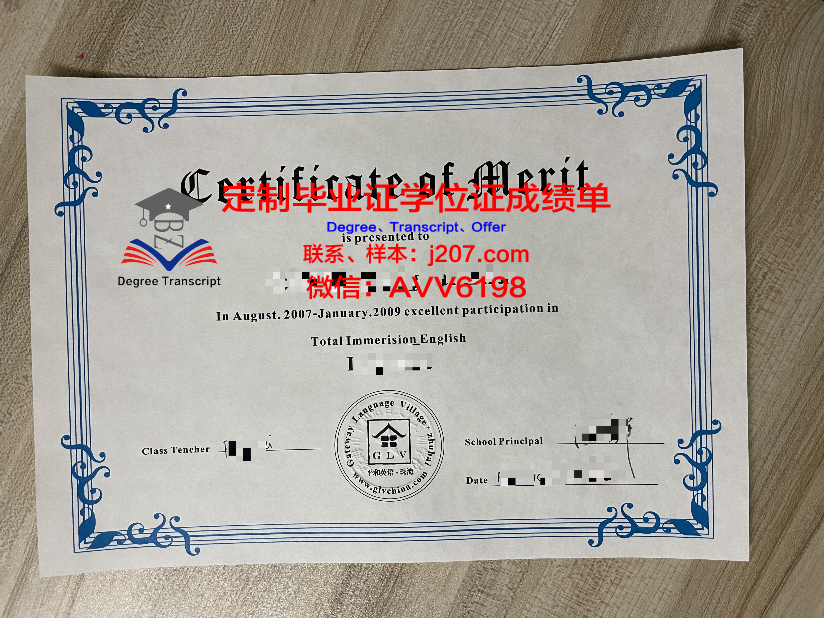 Certificate of Merit
定制毕业证学位证成绩单
BZ
Degree Transcript
Degree、Transcript、Offer
is presented to
联系、样本：j207.com
微信：AVV6198
In August. 2007-January.2009 excellent participation in
Total Immerision English
Class Tencher
Gateway Language Village · zhuhai
GLV
www.glvchina.com
School Principal
Date